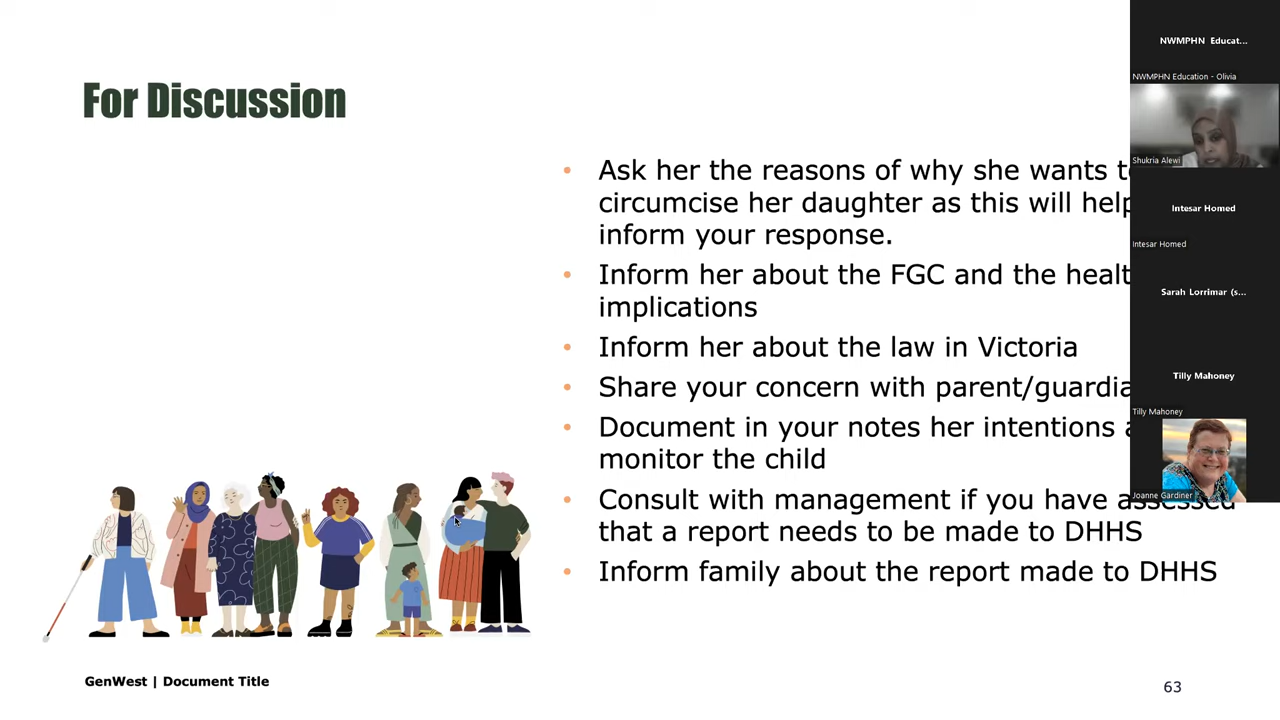 For Discussion
• Ask her the reasons of why she wants
circumcise her daughter as this will help
inform your response.
• Inform her about the FGC and the
implications
• Inform her about the law in Victoria
• Share your concern with
• Document in your notes her intentions
monitor the child
• Consult with management if you have assessed
that a report needs to be made to DHHS
• Inform family about the report made to DHHS
GenWest | Document Title
63
NWMPHN Educat...
NWMPHN Education - Olivia
Shukria Alewi
Intesar Homed
Intesar Homed
Sarah Lorrimar (s...
Tilly Mahoney
Tilly Mahoney
Joanne Gardiner